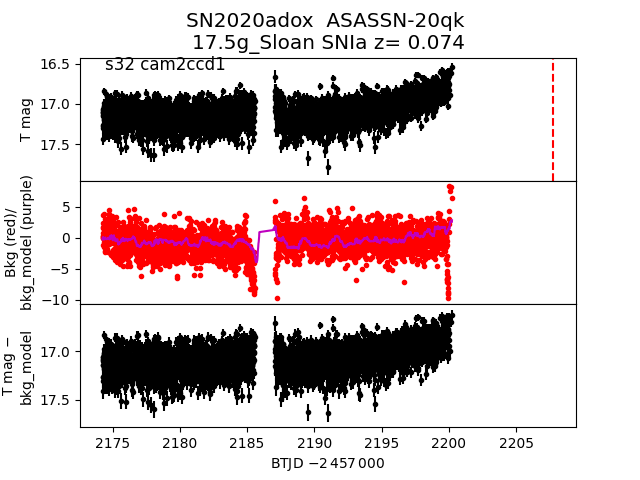 SN2020adox ASASSN-20qk
17.5g_Sloan SNIa z= 0.074
s32 cam2ccd1
16.5
17.0
17.5
T mag
5
0
−5
−10
Bkg (red)/
bkg_model (purple)
17.0
17.5
T mag −
bkg_model
2175 2180 2185 2190 2195 2200 2205
BTJD −2 457 000